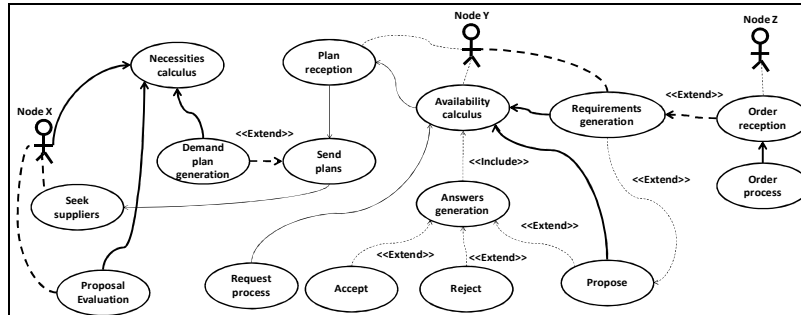 Node Y
Node Z
Necessities
calculus
Plan
reception
Node X
Availability
calculus
Requirements
generation
<<Extend>>
Order
reception
<<Extend>>
Demand
plan
generation
Send
plans
<<Include>>
Order
process
<<Extend>>
Seek
suppliers
Answers
generation
<<Extend>>
<<Extend>>
<<Extend>>
Proposal
Evaluation
Request
process
Accept
Reject
Propose